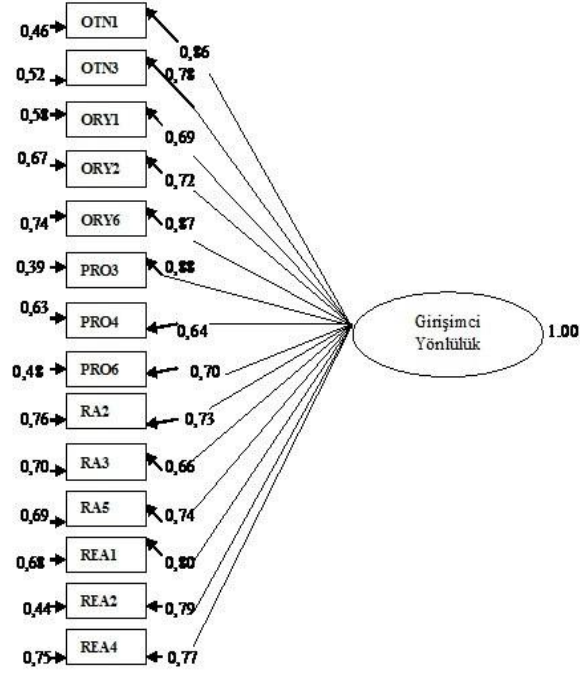 0,46 OTN1 0,86
0,52 OTN3 0,78
0,58 ORY1 0,69
0,67 ORY2 0,72
0,74 ORY6 0,87
0,39 PRO3 0,88
0,63 PRO4 0,64
0,48 PRO6 0,70
0,76 RA2 0,73
0,70 RA3 0,66
0,69 RA5 0,74
0,68 REA1 0,80
0,44 REA2 0,79
0,75 REA4 0,77
Girişimci
Yönlülük
1.00